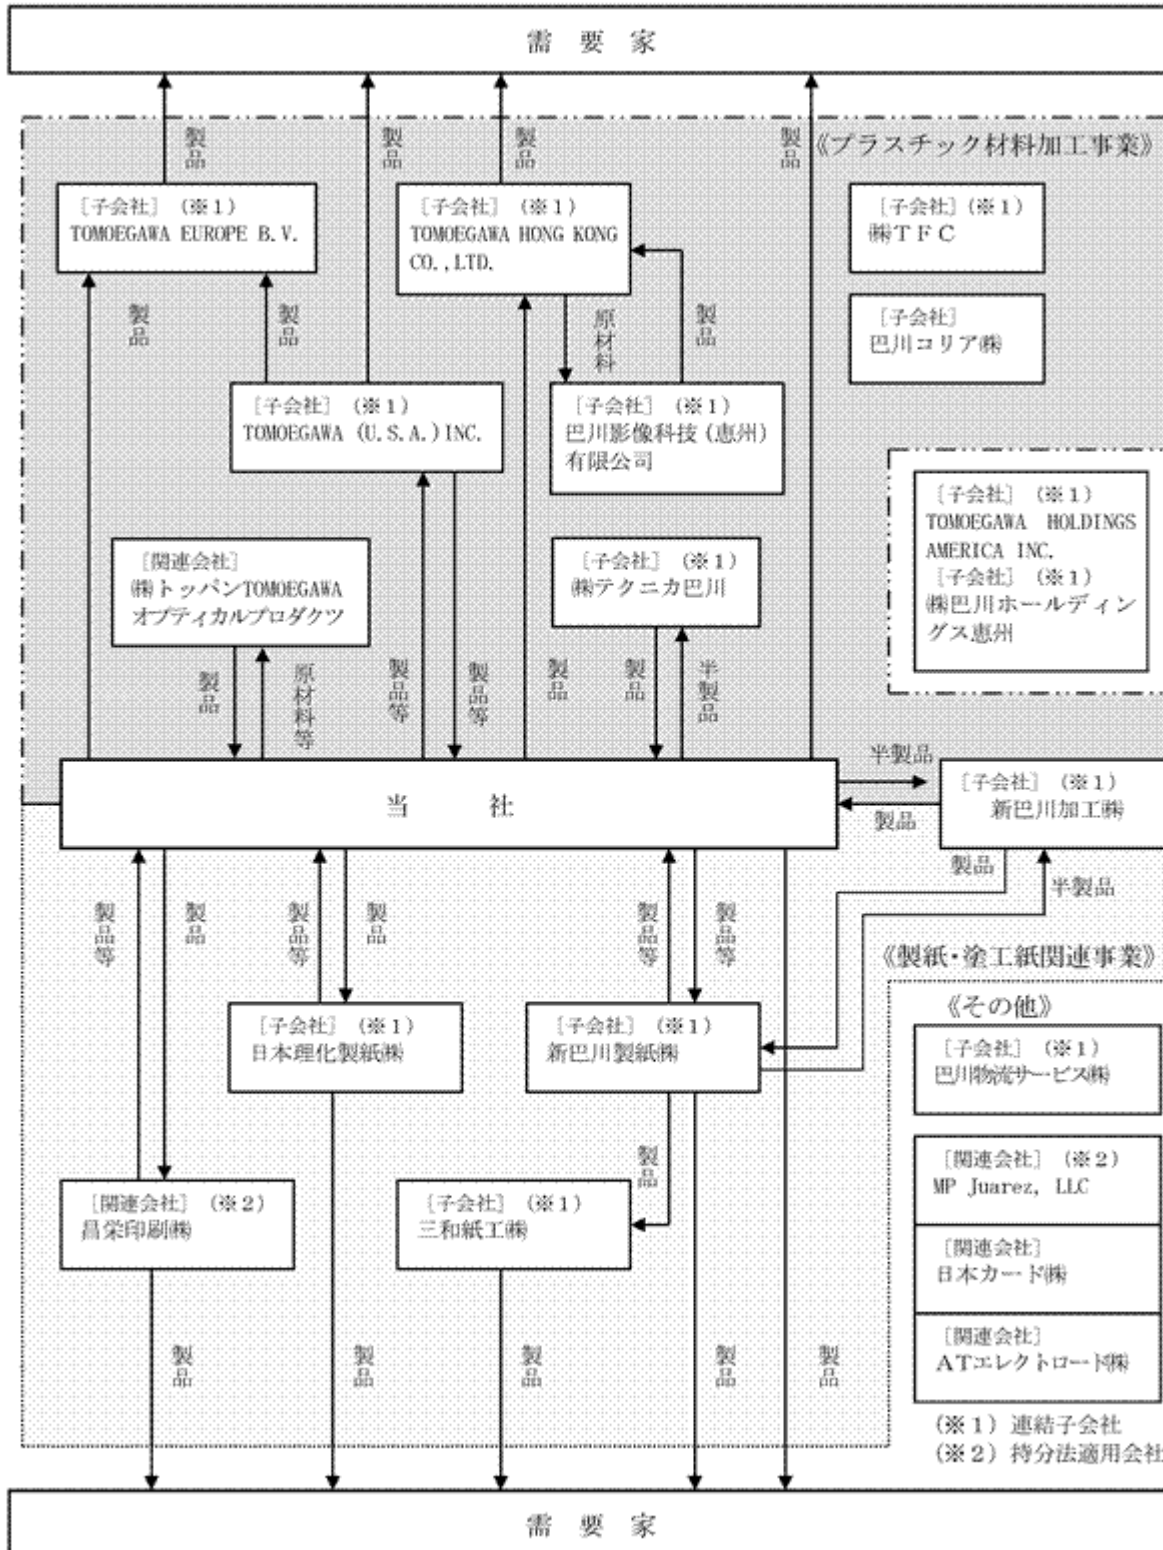 需要家
製品
製品
製品
製品
《プラスチック材料加工事業》
[子会社] (※1)
TOMOEGAWA EUROPE B.V.
[子会社] (※1)
TOMOEGAWA HONG KONG
CO.,LTD.
[子会社] (※1)
㈱TFC
[子会社]
巴川コリア㈱
製品
製品
原材料
製品
[子会社] (※1)
TOMOEGAWA (U.S.A.)INC.
[子会社] (※1)
巴川影像科技(恵州)
有限公司
[子会社] (※1)
TOMOEGAWA HOLDINGS
AMERICA INC.
[子会社] (※1)
㈱巴川ホールディン
グス恵州
[関連会社]
㈱トッパンTOMOEGAWA
オプティカルプロダクツ
[子会社] (※1)
㈱テクニカ巴川
製品
原材料等
製品等
製品等
製品
製品
半製品
当社
半製品
製品
[子会社] (※1)
新巴川加工㈱
製品
半製品
製品等
製品
製品等
製品
製品等
製品等
《製紙・塗工紙関連事業》
[子会社] (※1)
日本理化製紙㈱
[子会社] (※1)
新巴川製紙㈱
《その他》
[子会社] (※1)
巴川物流サービス㈱
製品
[関連会社] (※2)
昌栄印刷㈱
[子会社] (※1)
三和紙工㈱
[関連会社] (※2)
MP Juarez, LLC
[関連会社]
日本カード㈱
[関連会社]
ATエレクトロード㈱
製品
製品
製品
製品
製品
(※1) 連結子会社
(※2) 持分法適用会社
需要家